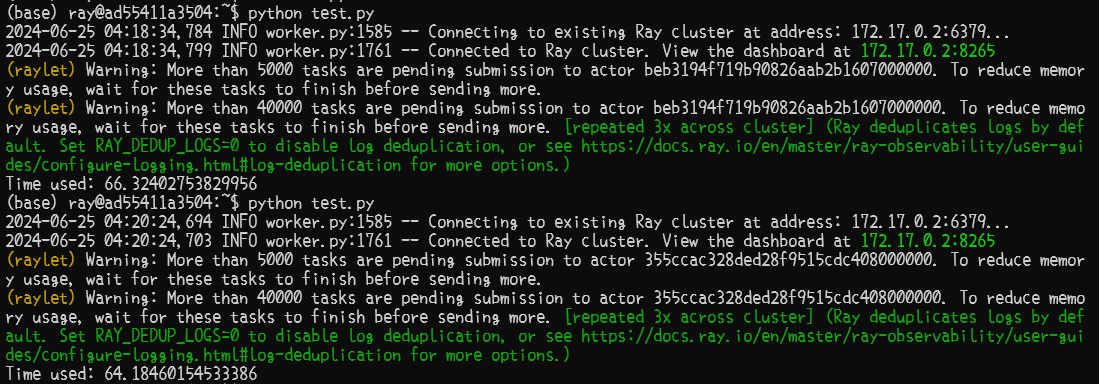 (base) ray@ad55411a3504:~$ python test.py
2024-06-25 04:18:34,784 INFO worker.py:1585 -- Connecting to existing Ray cluster at address: 172.17.0.2:6379...
2024-06-25 04:18:34,799 INFO worker.py:1761 -- Connected to Ray cluster. View the dashboard at 172.17.0.2:8265
(raylet) Warning: More than 5000 tasks are pending submission to actor beb3194f719b90826aab2b1607000000. To reduce memor
y usage, wait for these tasks to finish before sending more.
(raylet) Warning: More than 40000 tasks are pending submission to actor beb3194f719b90826aab2b1607000000. To reduce memo
ry usage, wait for these tasks to finish before sending more. [repeated 3x across cluster] (Ray deduplicates logs by def
ault. Set RAY_DEDUP_LOGS=0 to disable log deduplication, or see https://docs.ray.io/en/master/ray-observability/user-gui
des/configure-logging.html#log-deduplication for more options.)
Time used: 66.32402753829956
(base) ray@ad55411a3504:~$ python test.py
2024-06-25 04:20:24,694 INFO worker.py:1585 -- Connecting to existing Ray cluster at address: 172.17.0.2:6379...
2024-06-25 04:20:24,703 INFO worker.py:1761 -- Connected to Ray cluster. View the dashboard at 172.17.0.2:8265
(raylet) Warning: More than 5000 tasks are pending submission to actor 355ccac328ded28f9515cdc408000000. To reduce memor
y usage, wait for these tasks to finish before sending more.
(raylet) Warning: More than 40000 tasks are pending submission to actor 355ccac328ded28f9515cdc408000000. To reduce memo
ry usage, wait for these tasks to finish before sending more. [repeated 3x across cluster] (Ray deduplicates logs by def
ault. Set RAY_DEDUP_LOGS=0 to disable log deduplication, or see https://docs.ray.io/en/master/ray-observability/user-gui
des/configure-logging.html#log-deduplication for more options.)
Time used: 64.18460154533386